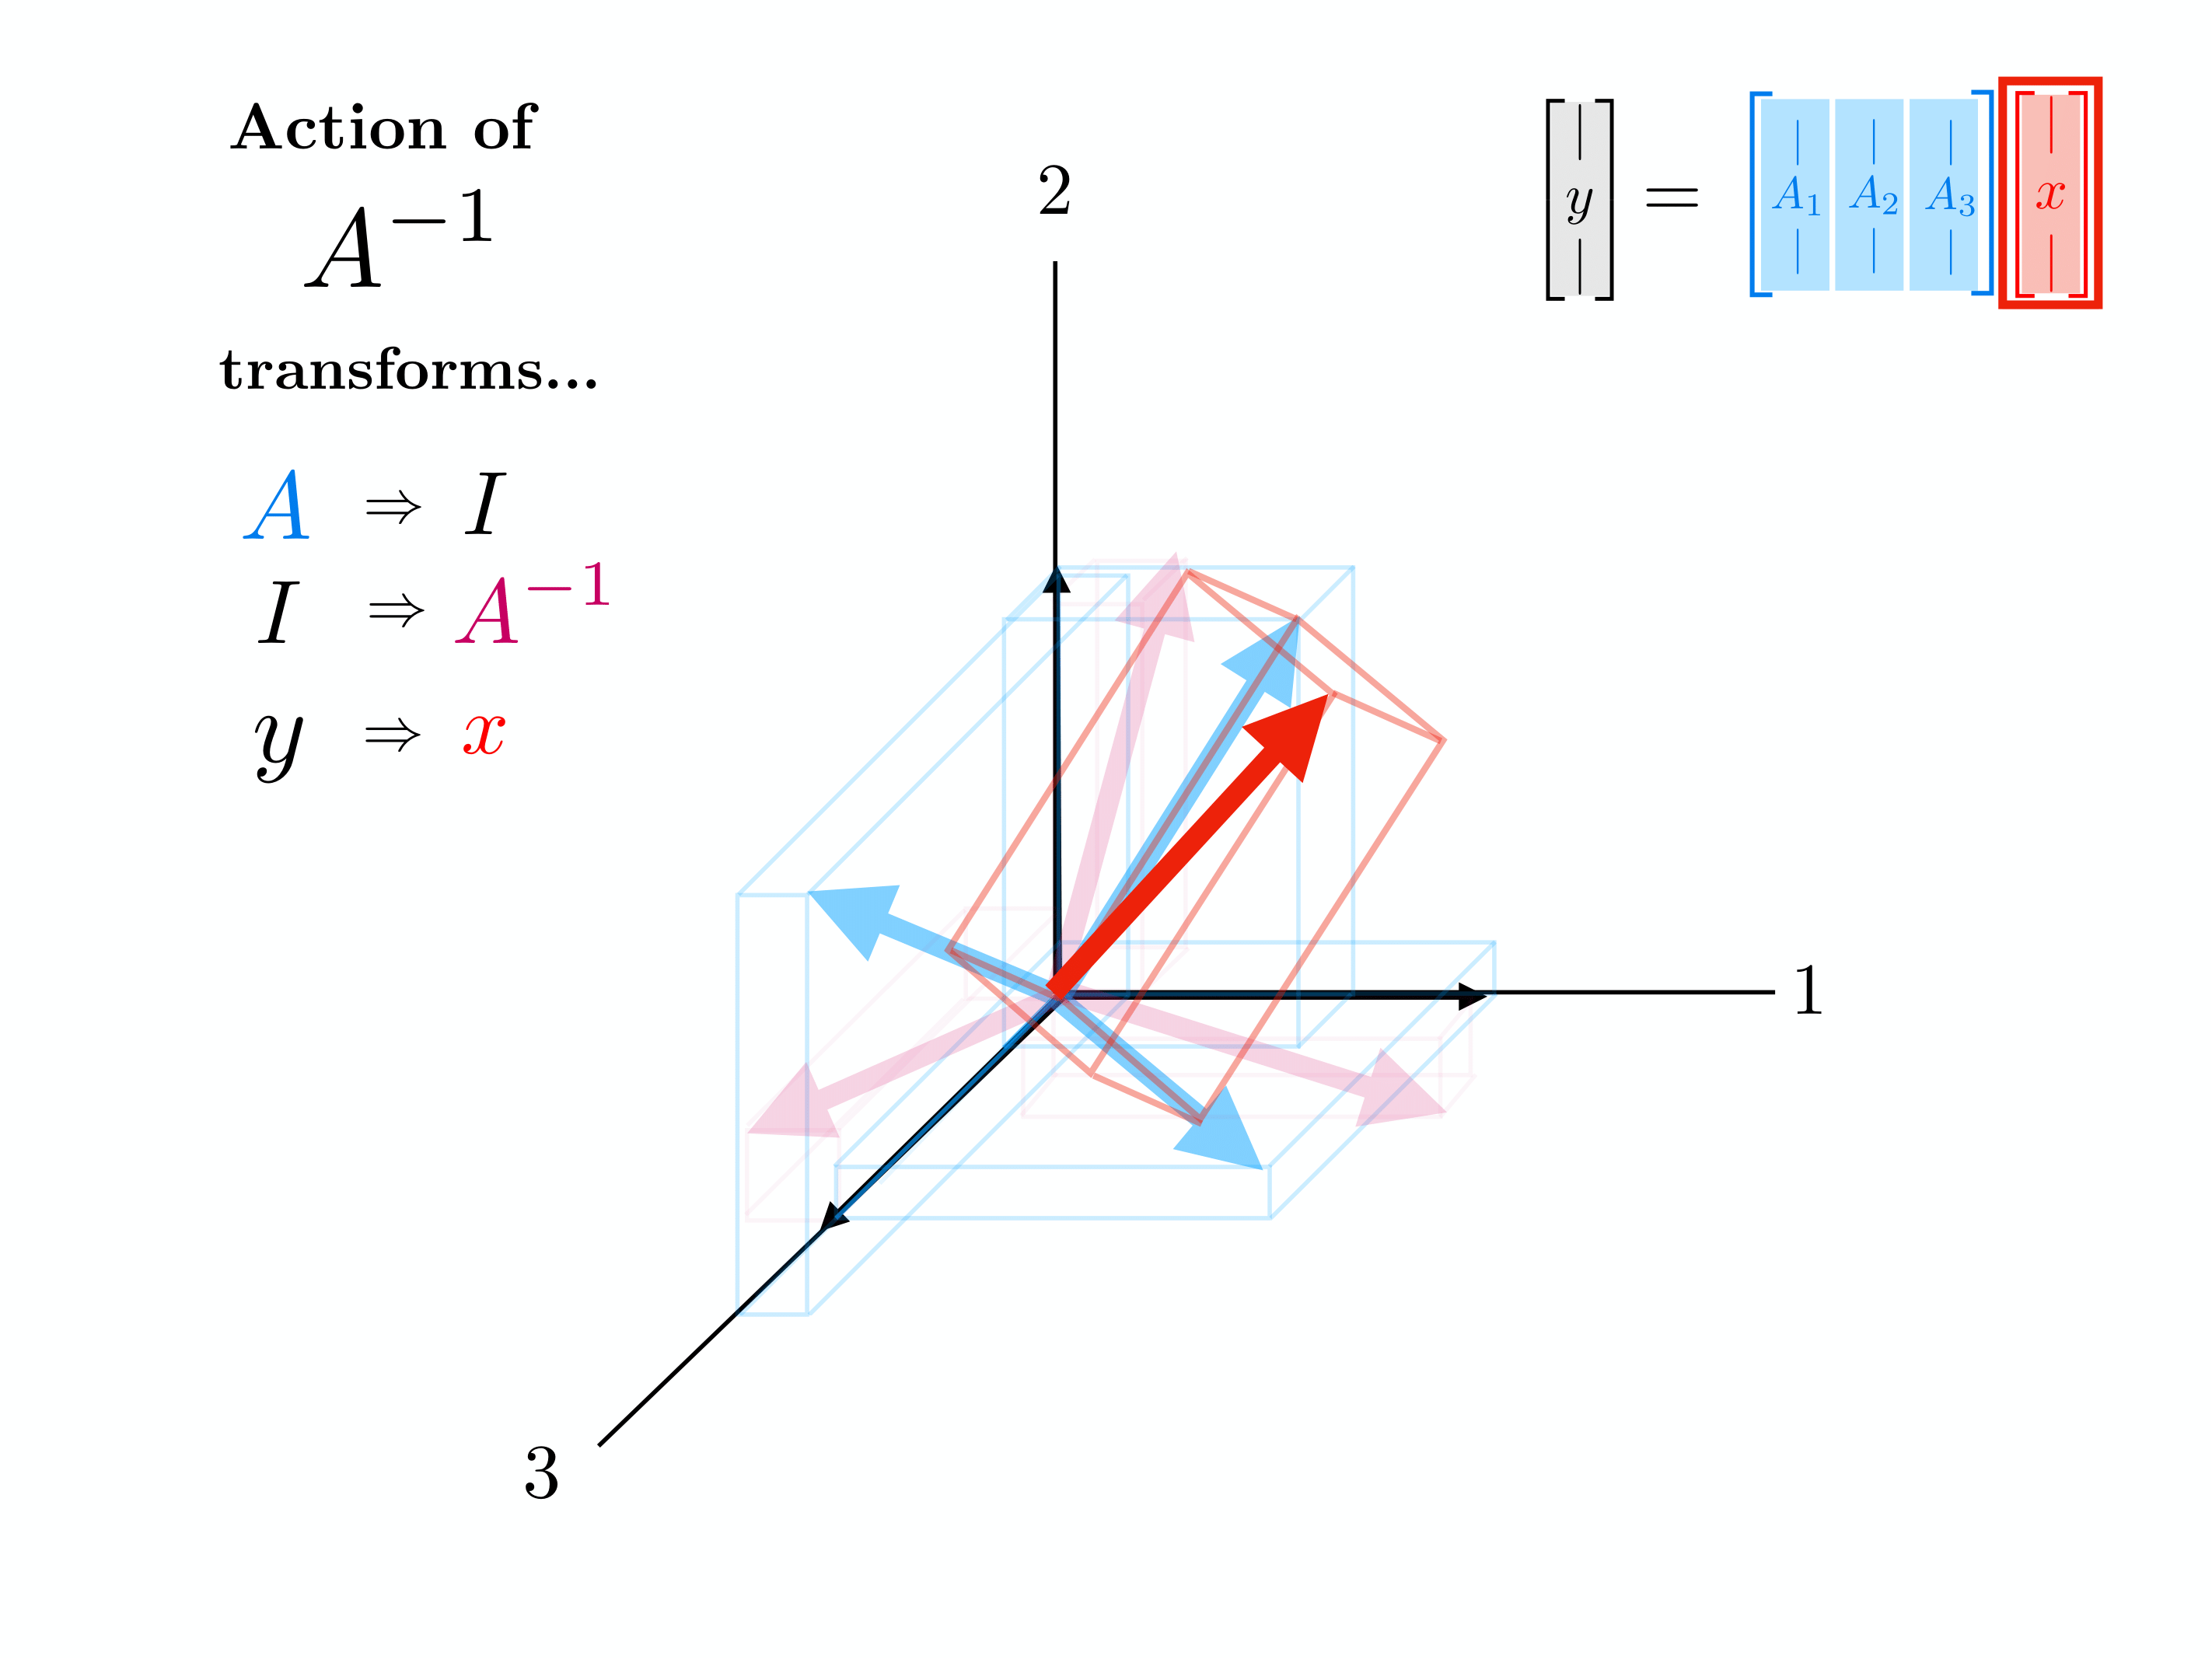 Action of
A⁻¹
transforms...
A ⇒ I
I ⇒ A⁻¹
y ⇒ x
y = A₁ A₂ A₃ x
2
1
3